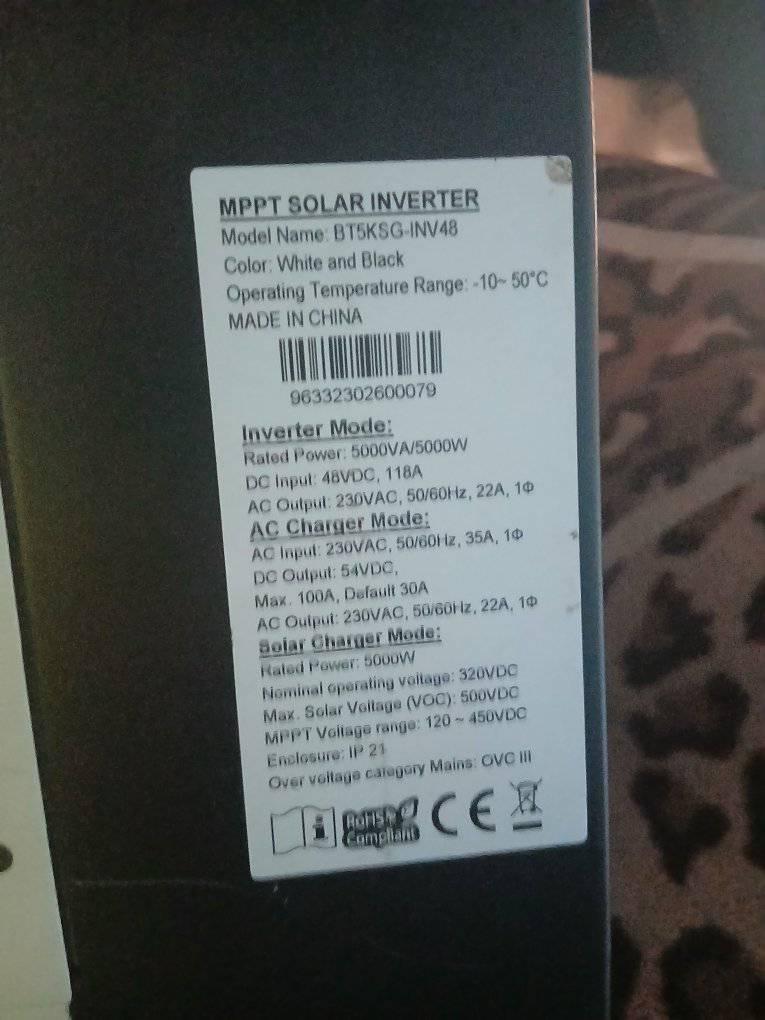 MPPT SOLAR INVERTER
Model Name: BT5KSG-INV48
Color: White and Black
Operating Temperature Range: -10~ 50°C
MADE IN CHINA
96332302600079
Inverter Mode:
Rated Power: 5000VA/5000W
DC Input: 48VDC, 118A
AC Output: 230VAC, 50/60Hz, 22A, 1Φ
AC Charger Mode:
AC Input: 230VAC, 50/60Hz, 35A, 1Φ
DC Output: 54VDC,
Max. 100A, Default 30A
AC Output: 230VAC, 50/60Hz, 22A, 1Φ
Solar Charger Mode:
Rated Power: 5000W
Nominal operating voltage: 320VDC
Max. Solar Voltage (VOC): 500VDC
MPPT Voltage range: 120 ~ 450VDC
Enclosure: IP 21
Over voltage category Mains: OVC III
i RoHS Compliant CE